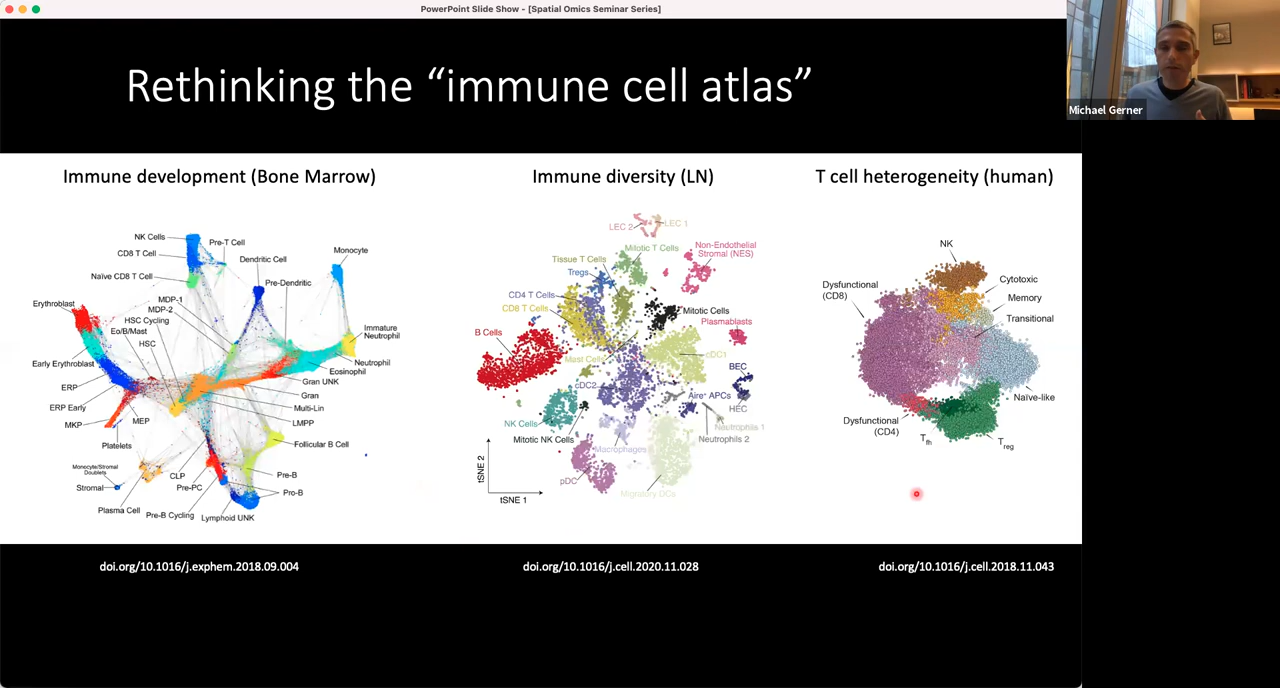 PowerPoint Slide Show - [Spatial Omics Seminar Series]
Michael Gerner
Rethinking the “immune cell atlas”
Immune development (Bone Marrow)
NK Cells
Pre-T Cell
CD8 T Cell
Dendritic Cell
Monocyte
Naïve CD8 T Cell
Pre-Dendritic
MDP-1
MDP-2
Erythroblast
HSC Cycling
Eo/B/Mast
HSC
Immature
Neutrophil
Early Erythroblast
Neutrophil
Eosinophil
ERP
Gran UNK
Gran
ERP Early
Multi-Lin
MKP
MEP
LMPP
Platelets
Follicular B Cell
Monocyte/Stromal
Doublets
CLP
Pre-B
Stromal
Pre-PC
Pro-B
Plasma Cell
Pre-B Cycling
Lymphoid UNK
doi.org/10.1016/j.exphem.2018.09.004
Immune diversity (LN)
LEC 2
LEC 1
Mitotic T Cells
Non-Endothelial
Stromal (NES)
Tissue T Cells
Tregs
CD4 T Cells
CD8 T Cells
Mitotic Cells
Plasmablasts
B Cells
Mast Cells
cDC1
BEC
cDC2
Aire⁺ APCs
HEC
NK Cells
Neutrophils 1
Mitotic NK Cells
Neutrophils 2
Macrophages
pDC
Migratory DCs
tSNE 2
tSNE 1
doi.org/10.1016/j.cell.2020.11.028
T cell heterogeneity (human)
NK
Dysfunctional
(CD8)
Cytotoxic
Memory
Transitional
Naïve-like
Dysfunctional
(CD4)
Tfh
Treg
doi.org/10.1016/j.cell.2018.11.043